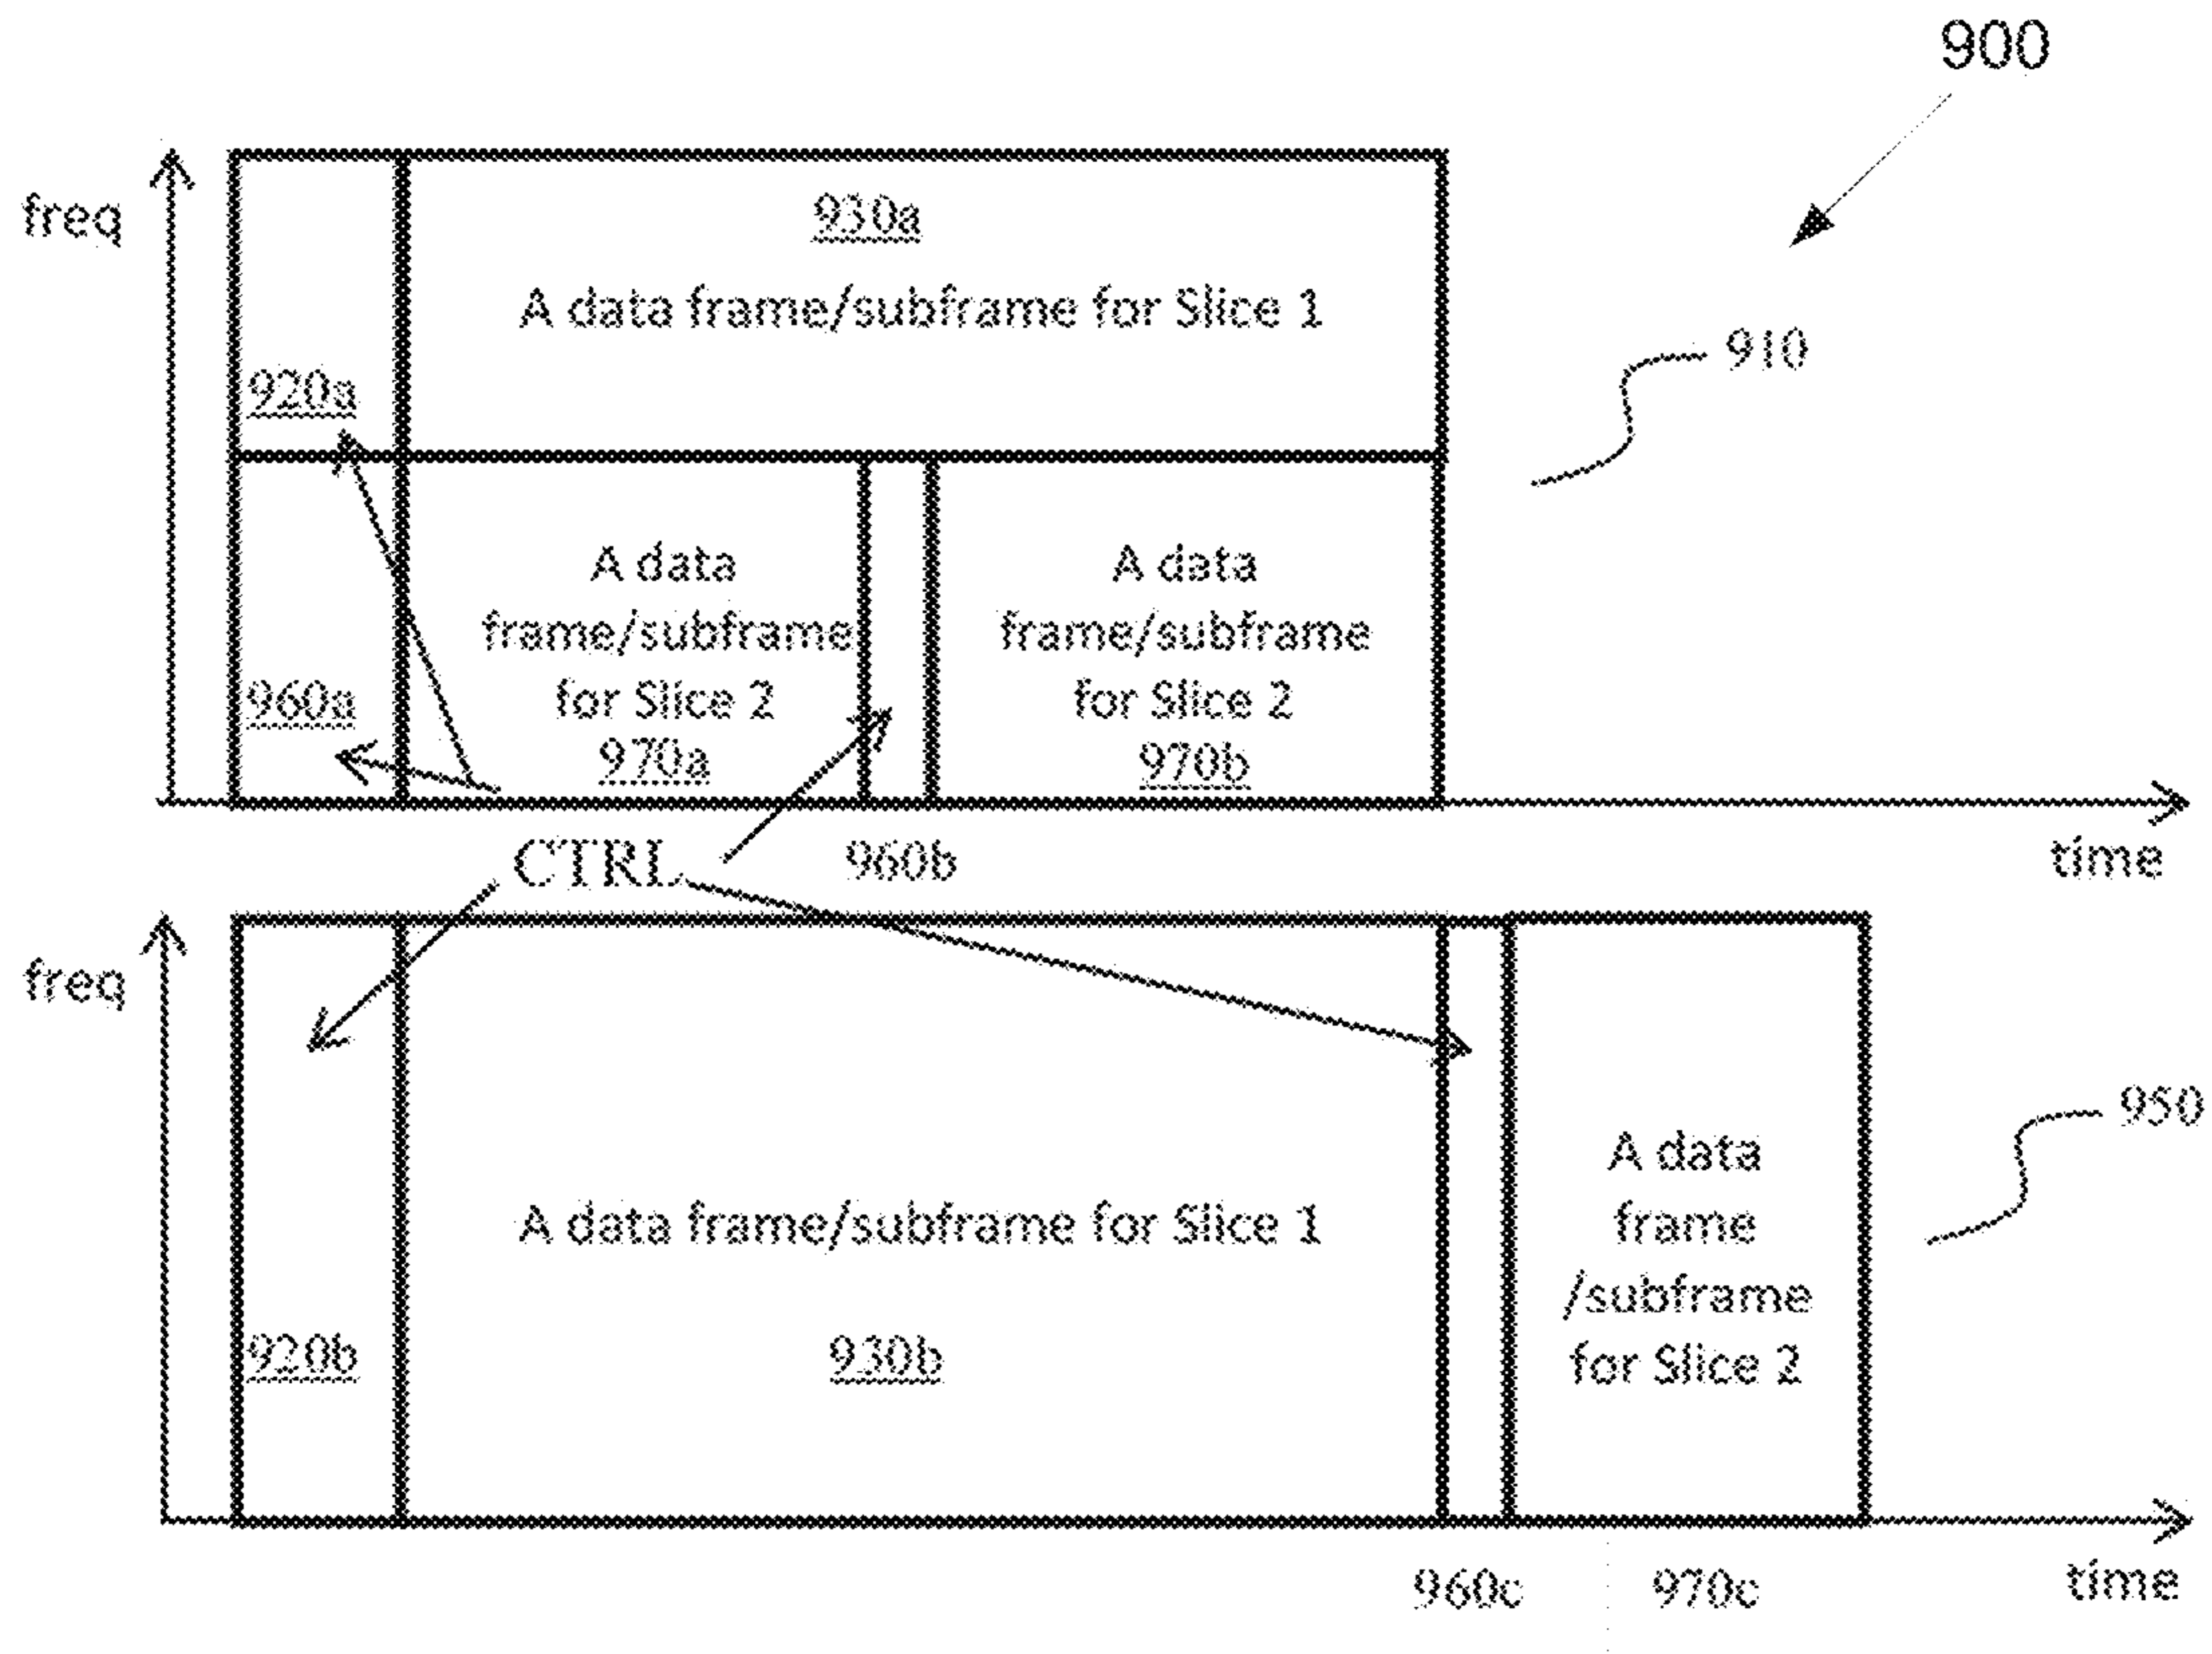 900
freq
930a
A data frame/subframe for Slice 1
910
920a
A data
frame/subframe
for Slice 2
970a
A data
frame/subframe
for Slice 2
970b
960a
CTRL
960b
time
freq
950
A data frame/subframe for Slice 1
930b
920b
A data
frame
/subframe
for Slice 2
960c
970c
time